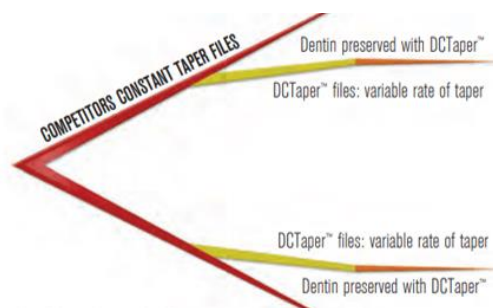 COMPETITORS CONSTANT TAPER FILES
Dentin preserved with DCTaper™
DCTaper™ files: variable rate of taper
DCTaper™ files: variable rate of taper
Dentin preserved with DCTaper™